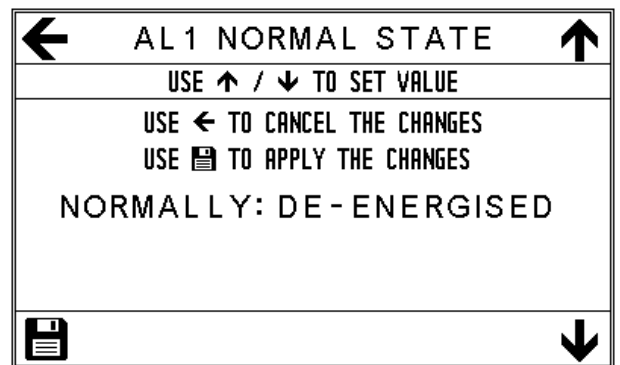 AL1 NORMAL STATE
USE ↑ / ↓ TO SET VALUE
USE ← TO CANCEL THE CHANGES
USE 💾 TO APPLY THE CHANGES
NORMALLY: DE-ENERGISED